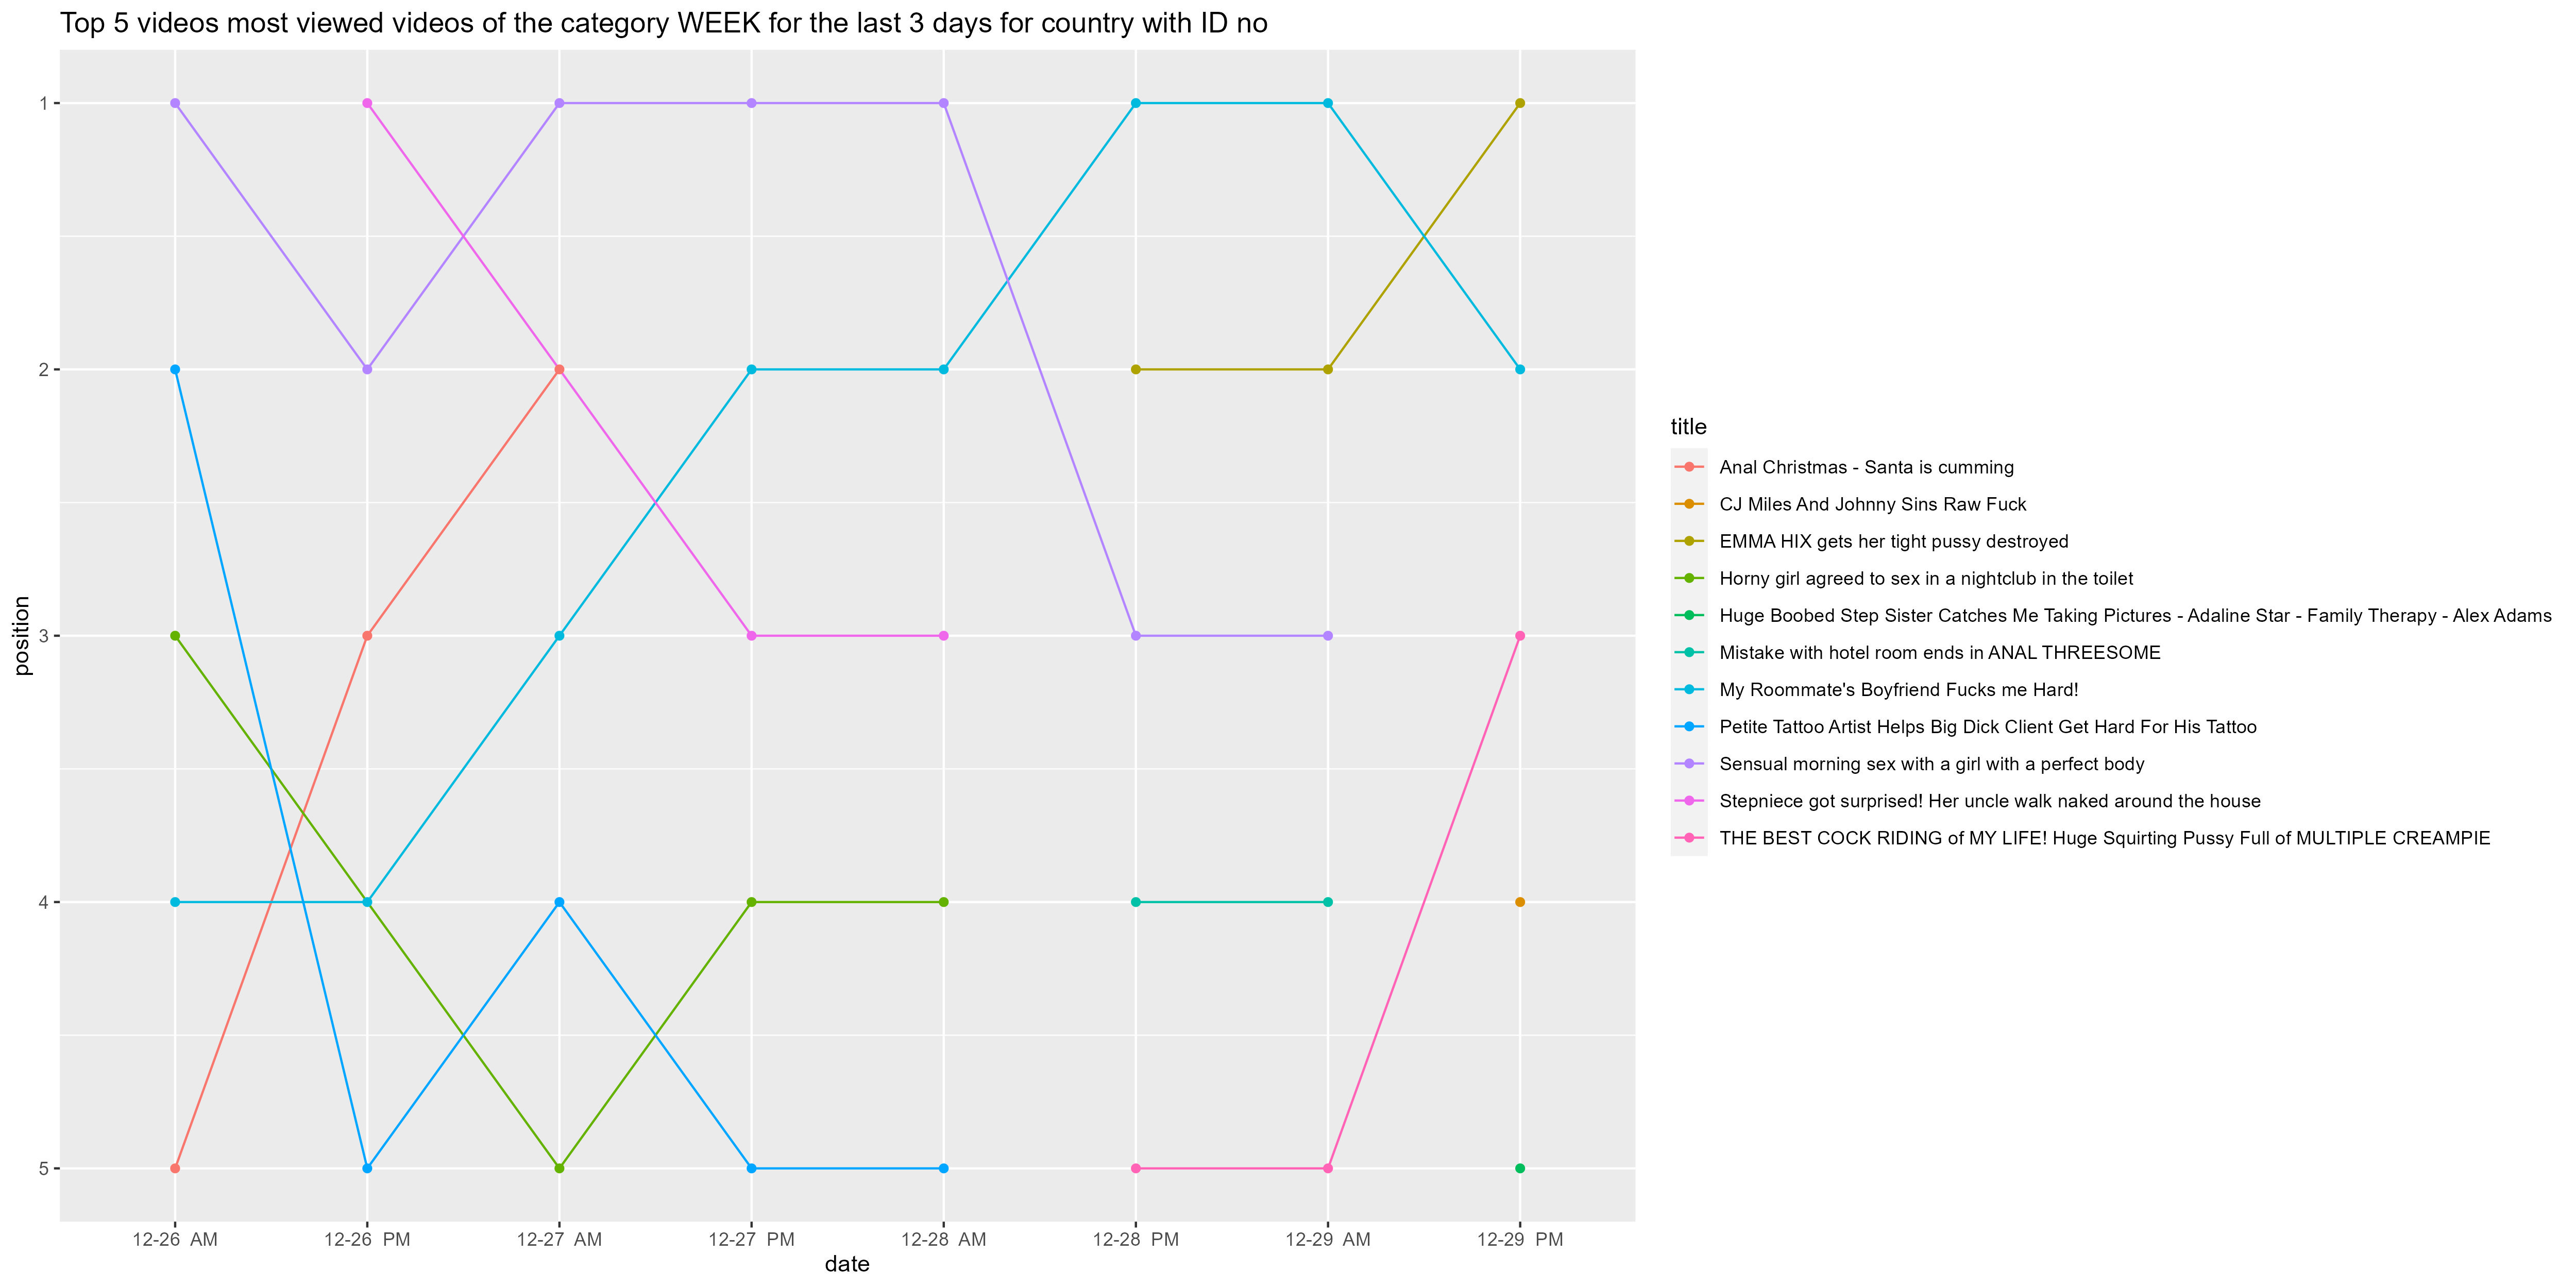 Top 5 videos most viewed videos of the category WEEK for the last 3 days for country with ID no
position
1
2
3
4
5
12-26 AM
12-26 PM
12-27 AM
12-27 PM
12-28 AM
12-28 PM
12-29 AM
12-29 PM
date
title
Anal Christmas - Santa is cumming
CJ Miles And Johnny Sins Raw Fuck
EMMA HIX gets her tight pussy destroyed
Horny girl agreed to sex in a nightclub in the toilet
Huge Boobed Step Sister Catches Me Taking Pictures - Adaline Star - Family Therapy - Alex Adams
Mistake with hotel room ends in ANAL THREESOME
My Roommate's Boyfriend Fucks me Hard!
Petite Tattoo Artist Helps Big Dick Client Get Hard For His Tattoo
Sensual morning sex with a girl with a perfect body
Stepniece got surprised! Her uncle walk naked around the house
THE BEST COCK RIDING of MY LIFE! Huge Squirting Pussy Full of MULTIPLE CREAMPIE